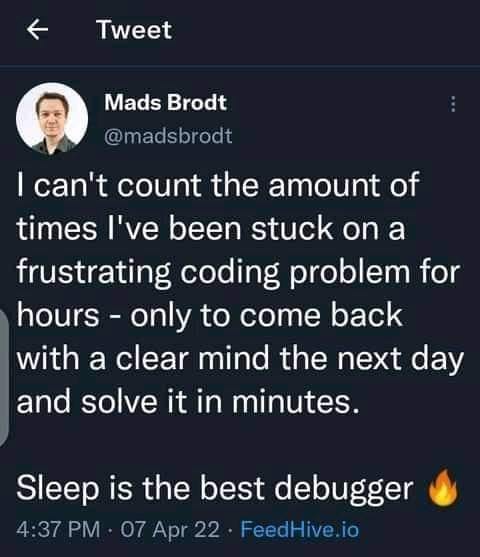 Tweet
Mads Brodt
@madsbrodt
I can't count the amount of
times I've been stuck on a
frustrating coding problem for
hours - only to come back
with a clear mind the next day
and solve it in minutes.
Sleep is the best debugger 🔥
4:37 PM · 07 Apr 22 · FeedHive.io